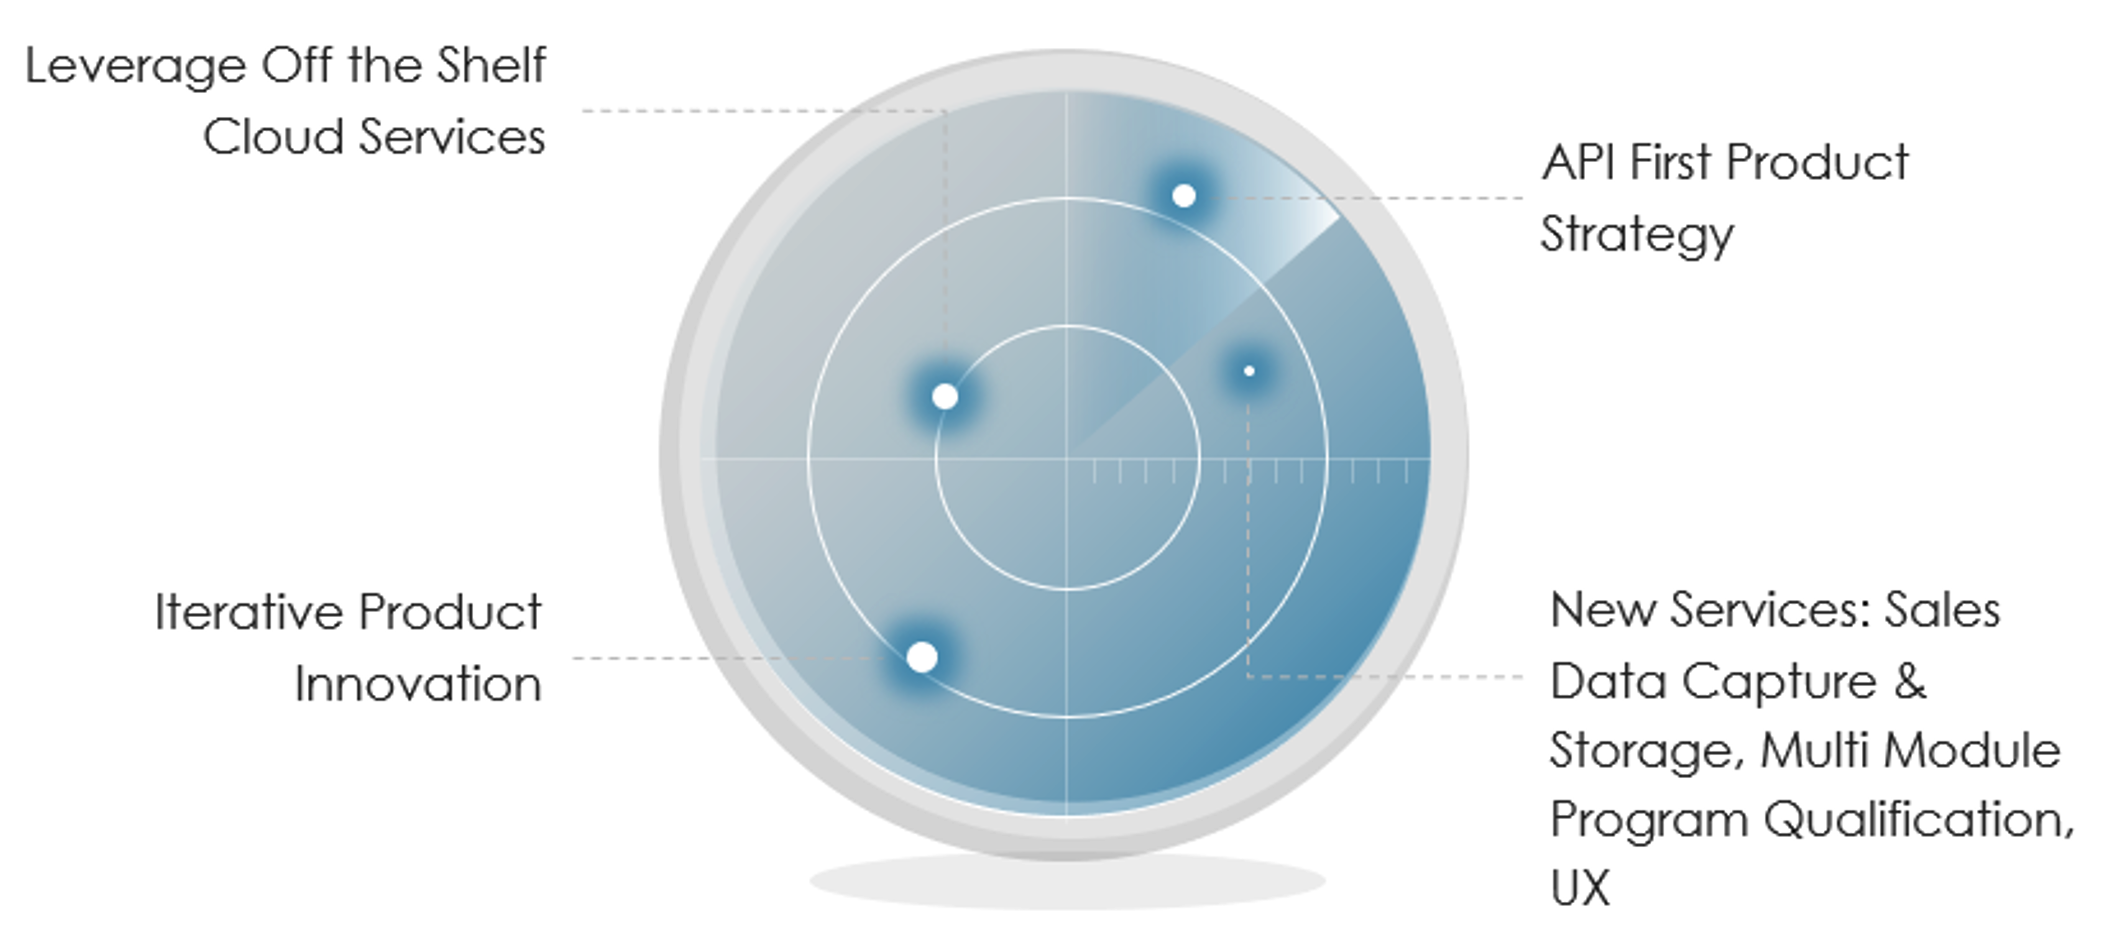 Leverage Off the Shelf
Cloud Services
API First Product
Strategy
Iterative Product
Innovation
New Services: Sales
Data Capture &
Storage, Multi Module
Program Qualification,
UX